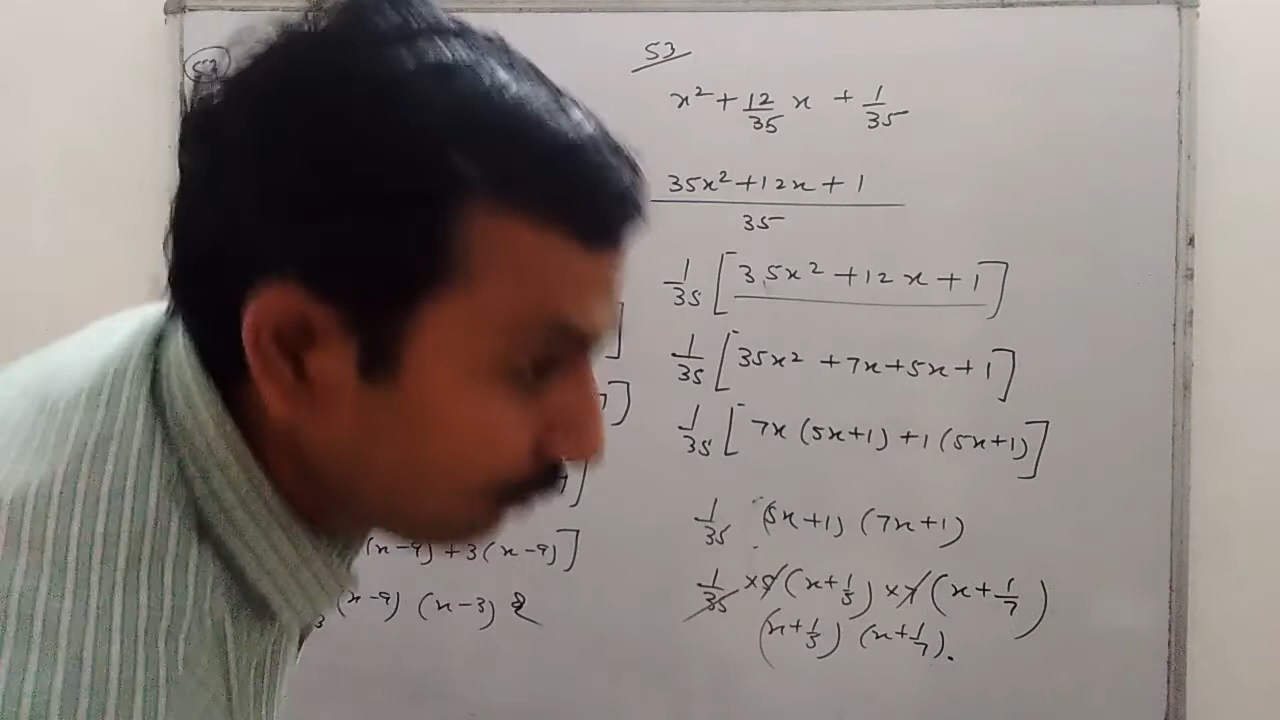 53
x² + 12/35 x + 1/35
35x² + 12x + 1
35
1/35 [35x² + 12x + 1]
1/35 [35x² + 7x + 5x + 1]
1/35 [7x (5x+1) + 1 (5x+1)]
1/35 (5x+1) (7x+1)
1/35 × 5 (x + 1/5) × 7 (x + 1/7)
(x + 1/5) (x + 1/7).
(x-9) + 3(x-9)]
(x-9) (x-3)